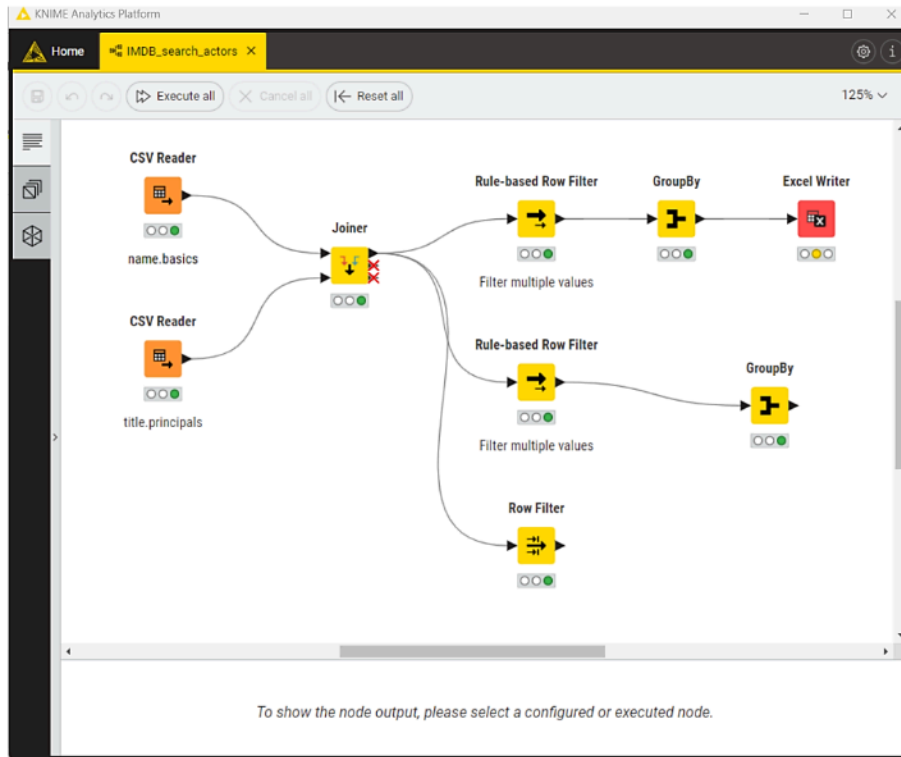 KNIME Analytics Platform
Home
IMDB_search_actors
Execute all
Cancel all
Reset all
125%
CSV Reader
name.basics
CSV Reader
title.principals
Joiner
Rule-based Row Filter
Filter multiple values
GroupBy
Excel Writer
Rule-based Row Filter
Filter multiple values
GroupBy
Row Filter
To show the node output, please select a configured or executed node.